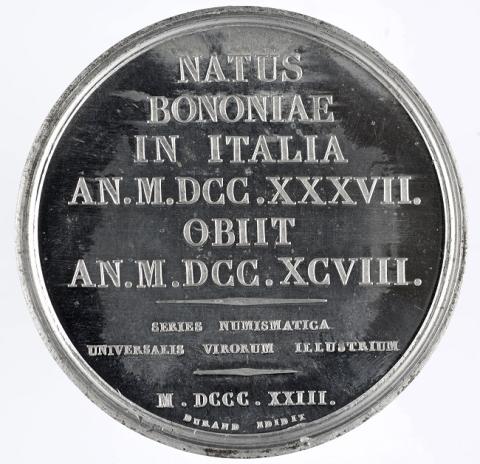 NATUS
BONONIAE
IN ITALIA
AN.M.DCC.XXXVII.
OBIIT
AN.M.DCC.XCVIII.
SERIES NUMISMATICA
UNIVERSALIS VIRORUM ILLUSTRIUM
M.DCCC.XXIII.
DURAND EDIDIT